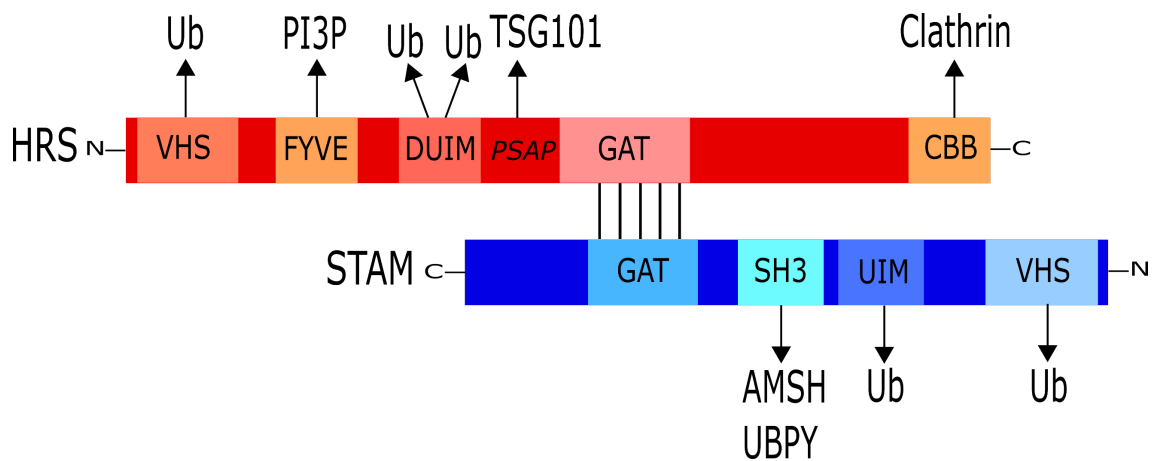 Ub PI3P Ub Ub TSG101 Clathrin
HRS N VHS FYVE DUIM PSAP GAT CBB C
STAM C GAT SH3 UIM VHS N
AMSH Ub Ub
UBPY